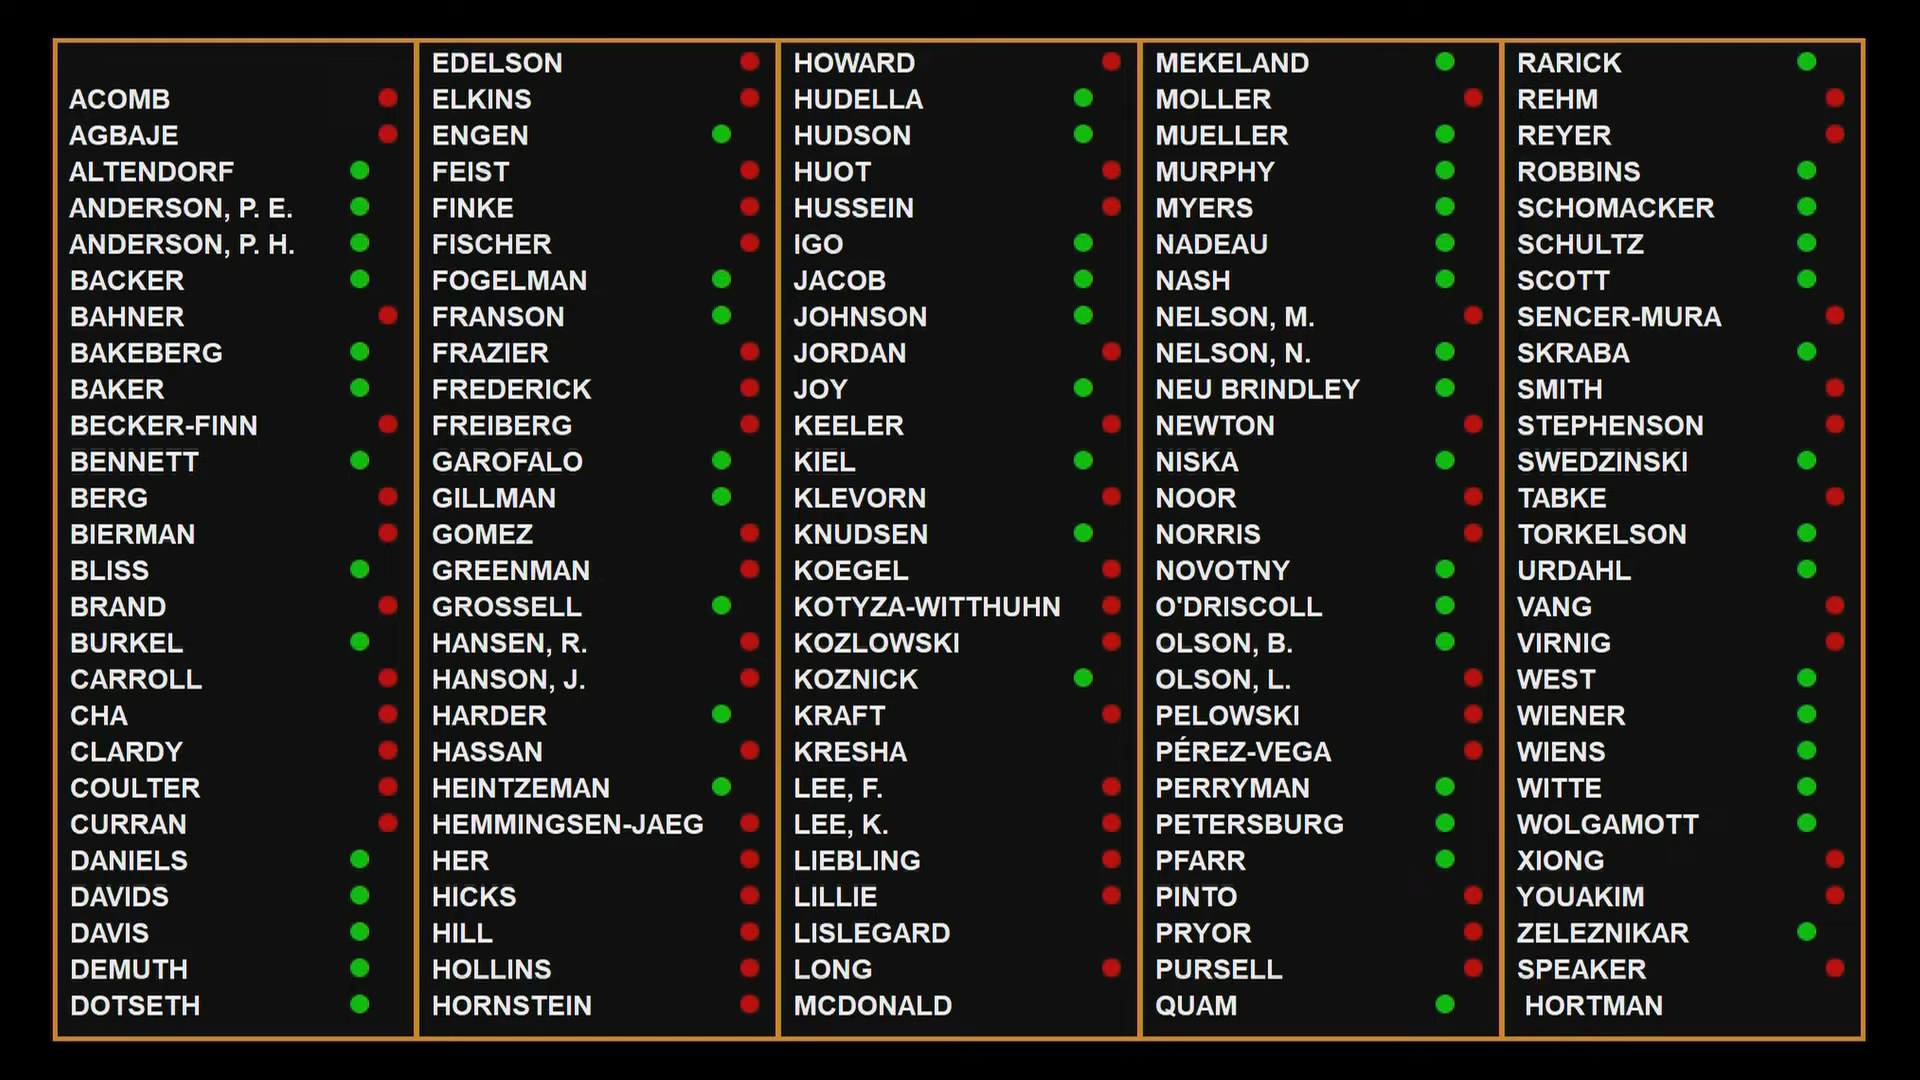 ACOMB
AGBAJE
ALTENDORF
ANDERSON, P. E.
ANDERSON, P. H.
BACKER
BAHNER
BAKEBERG
BAKER
BECKER-FINN
BENNETT
BERG
BIERMAN
BLISS
BRAND
BURKEL
CARROLL
CHA
CLARDY
COULTER
CURRAN
DANIELS
DAVIDS
DAVIS
DEMUTH
DOTSETH
EDELSON
ELKINS
ENGEN
FEIST
FINKE
FISCHER
FOGELMAN
FRANSON
FRAZIER
FREDERICK
FREIBERG
GAROFALO
GILLMAN
GOMEZ
GREENMAN
GROSSELL
HANSEN, R.
HANSON, J.
HARDER
HASSAN
HEINTZEMAN
HEMMINGSEN-JAEG
HER
HICKS
HILL
HOLLINS
HORNSTEIN
HOWARD
HUDELLA
HUDSON
HUOT
HUSSEIN
IGO
JACOB
JOHNSON
JORDAN
JOY
KEELER
KIEL
KLEVORN
KNUDSEN
KOEGEL
KOTYZA-WITTHUHN
KOZLOWSKI
KOZNICK
KRAFT
KRESHA
LEE, F.
LEE, K.
LIEBLING
LILLIE
LISLEGARD
LONG
MCDONALD
MEKELAND
MOLLER
MUELLER
MURPHY
MYERS
NADEAU
NASH
NELSON, M.
NELSON, N.
NEU BRINDLEY
NEWTON
NISKA
NOOR
NORRIS
NOVOTNY
O'DRISCOLL
OLSON, B.
OLSON, L.
PELOWSKI
PÉREZ-VEGA
PERRYMAN
PETERSBURG
PFARR
PINTO
PRYOR
PURSELL
QUAM
RARICK
REHM
REYER
ROBBINS
SCHOMACKER
SCHULTZ
SCOTT
SENCER-MURA
SKRABA
SMITH
STEPHENSON
SWEDZINSKI
TABKE
TORKELSON
URDAHL
VANG
VIRNIG
WEST
WIENER
WIENS
WITTE
WOLGAMOTT
XIONG
YOUAKIM
ZELEZNIKAR
SPEAKER
HORTMAN